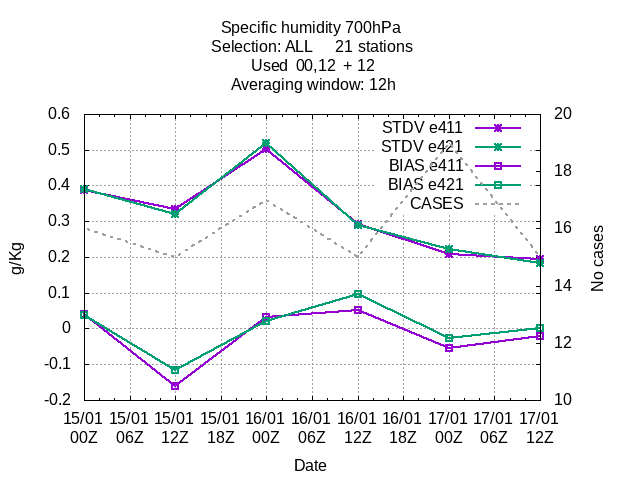 Specific humidity 700hPa
Selection: ALL 21 stations
Used 00,12 + 12
Averaging window: 12h
0.6
0.5
0.4
0.3
0.2
0.1
0
-0.1
-0.2
g/Kg
20
18
16
14
12
10
No cases
STDV e411
STDV e421
BIAS e411
BIAS e421
CASES
15/01 15/01 15/01 15/01 16/01 16/01 16/01 16/01 17/01 17/01 17/01
00Z 06Z 12Z 18Z 00Z 06Z 12Z 18Z 00Z 06Z 12Z
Date